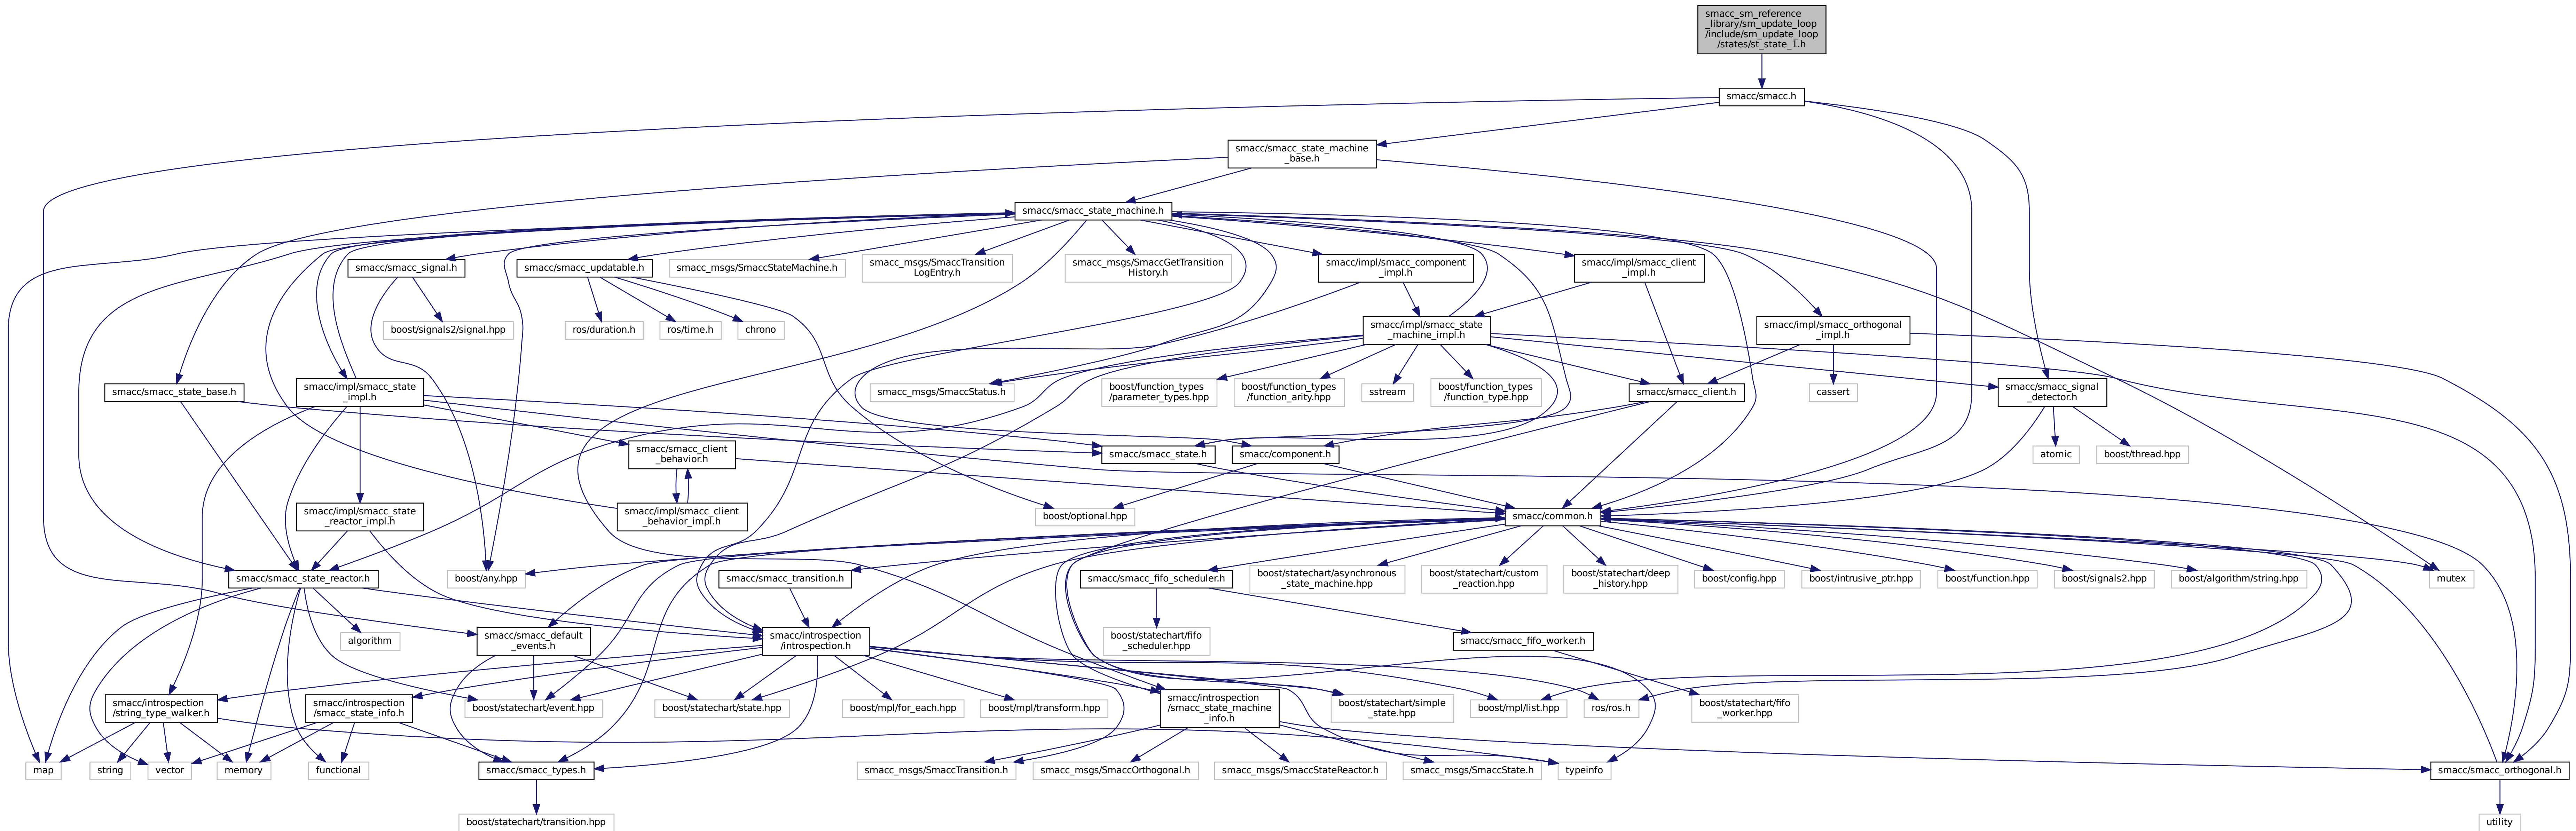 smacc_sm_reference
_library/sm_update_loop
/include/sm_update_loop
/states/st_state_1.h
smacc/smacc.h
smacc/smacc_state_machine
_base.h
smacc/smacc_state_machine.h
smacc/smacc_signal.h
smacc/smacc_updatable.h
smacc_msgs/SmaccStateMachine.h
smacc_msgs/SmaccTransition
LogEntry.h
smacc_msgs/SmaccGetTransition
History.h
smacc/impl/smacc_component
_impl.h
smacc/impl/smacc_client
_impl.h
boost/signals2/signal.hpp
ros/duration.h
ros/time.h
chrono
smacc/impl/smacc_state
_machine_impl.h
smacc/impl/smacc_orthogonal
_impl.h
smacc/smacc_state_base.h
smacc/impl/smacc_state
_impl.h
smacc_msgs/SmaccStatus.h
boost/function_types
/parameter_types.hpp
boost/function_types
/function_arity.hpp
sstream
boost/function_types
/function_type.hpp
smacc/smacc_client.h
cassert
smacc/smacc_signal
_detector.h
smacc/smacc_client
_behavior.h
smacc/smacc_state.h
smacc/component.h
atomic
boost/thread.hpp
smacc/impl/smacc_state
_reactor_impl.h
smacc/impl/smacc_client
_behavior_impl.h
boost/optional.hpp
smacc/common.h
smacc/smacc_state_reactor.h
boost/any.hpp
smacc/smacc_transition.h
smacc/smacc_fifo_scheduler.h
boost/statechart/asynchronous
_state_machine.hpp
boost/statechart/custom
_reaction.hpp
boost/statechart/deep
_history.hpp
boost/config.hpp
boost/intrusive_ptr.hpp
boost/function.hpp
boost/signals2.hpp
boost/algorithm/string.hpp
mutex
algorithm
smacc/smacc_default
_events.h
smacc/introspection
/introspection.h
boost/statechart/fifo
_scheduler.hpp
smacc/smacc_fifo_worker.h
smacc/introspection
/string_type_walker.h
smacc/introspection
/smacc_state_info.h
boost/statechart/event.hpp
boost/statechart/state.hpp
boost/mpl/for_each.hpp
boost/mpl/transform.hpp
smacc/introspection
/smacc_state_machine
_info.h
boost/statechart/simple
_state.hpp
boost/mpl/list.hpp
ros/ros.h
boost/statechart/fifo
_worker.hpp
map
string
vector
memory
functional
smacc/smacc_types.h
smacc_msgs/SmaccTransition.h
smacc_msgs/SmaccOrthogonal.h
smacc_msgs/SmaccStateReactor.h
smacc_msgs/SmaccState.h
typeinfo
smacc/smacc_orthogonal.h
boost/statechart/transition.hpp
utility